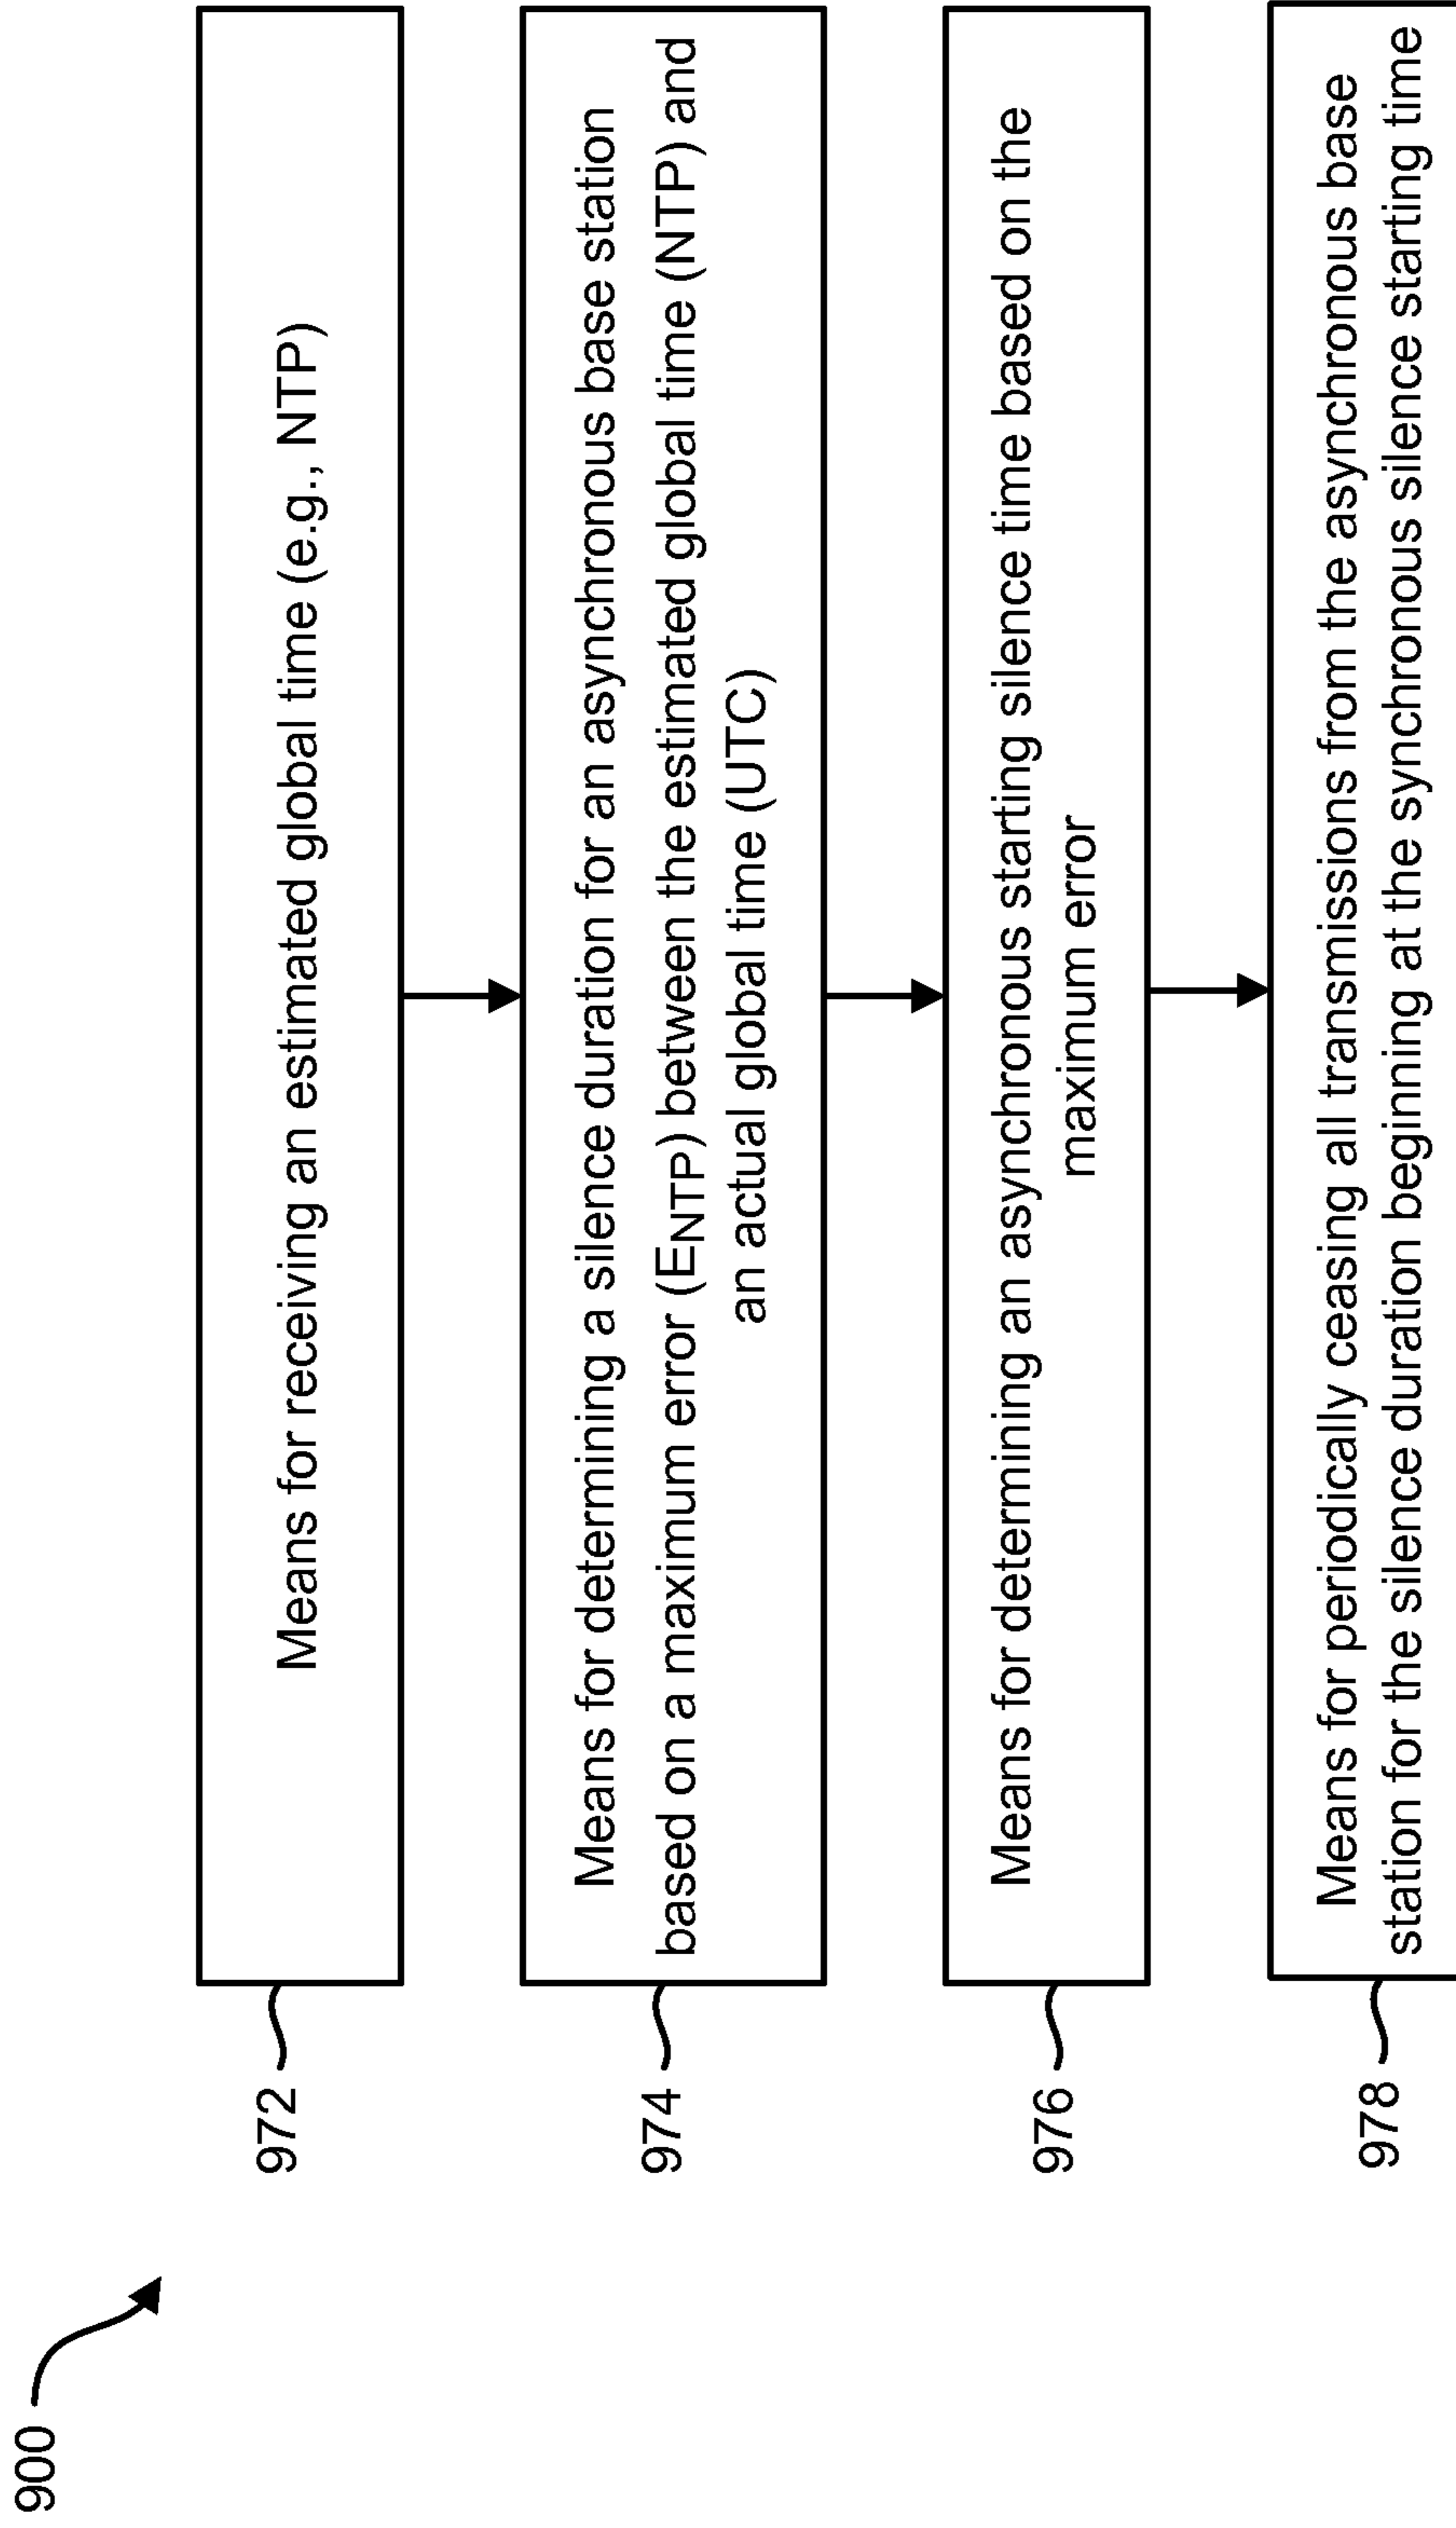 900
972
Means for receiving an estimated global time (e.g., NTP)
974
Means for determining a silence duration for an asynchronous base station
based on a maximum error (ENTP) between the estimated global time (NTP) and
an actual global time (UTC)
976
Means for determining an asynchronous starting silence time based on the
maximum error
978
Means for periodically ceasing all transmissions from the asynchronous base
station for the silence duration beginning at the synchronous silence starting time